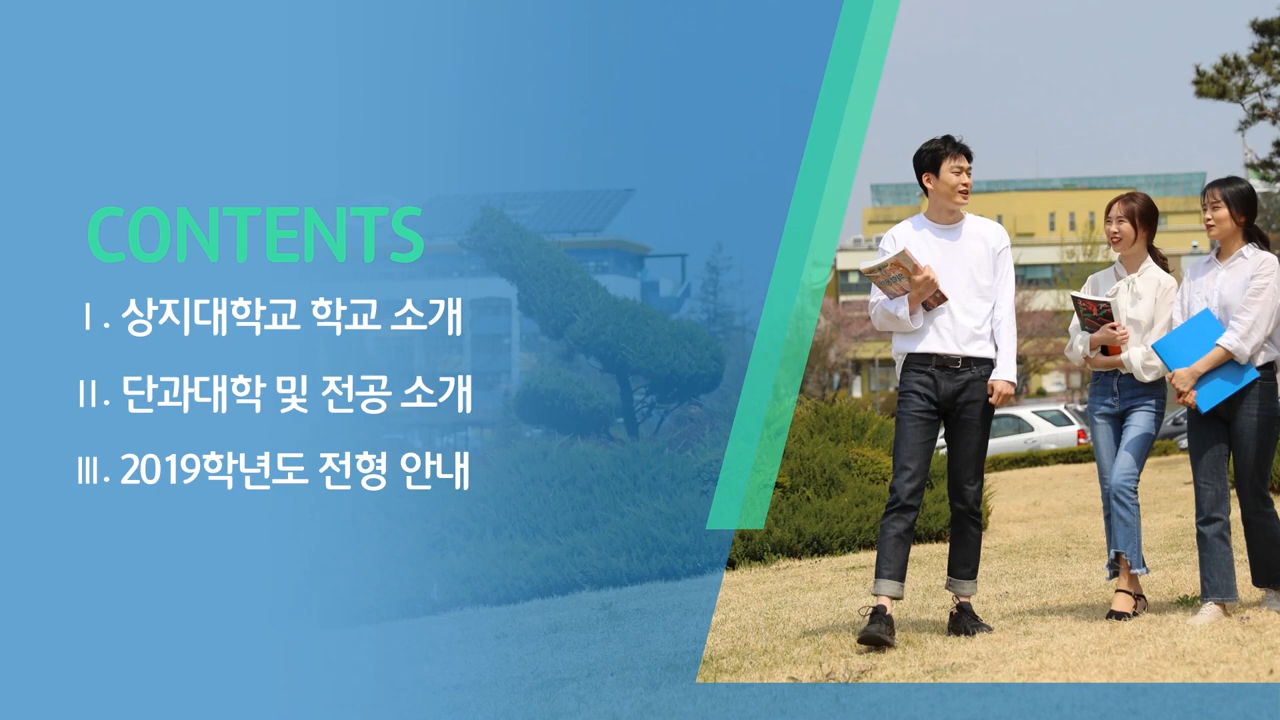 CONTENTS
Ⅰ. 상지대학교 학교 소개
Ⅱ. 단과대학 및 전공 소개
Ⅲ. 2019학년도 전형 안내